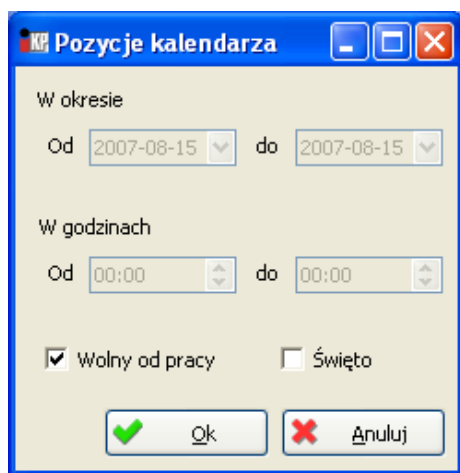 iKP Pozycje kalendarza
W okresie
Od 2007-08-15 do 2007-08-15
W godzinach
Od 00:00 do 00:00
Wolny od pracy Święto
Ok Anuluj